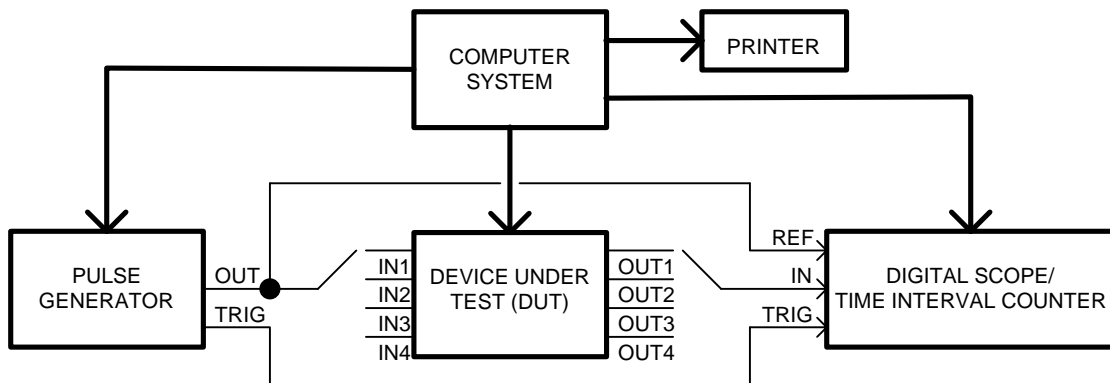 COMPUTER
SYSTEM
PRINTER
PULSE
GENERATOR
OUT
TRIG
IN1
IN2
IN3
IN4
DEVICE UNDER
TEST (DUT)
OUT1
OUT2
OUT3
OUT4
REF
IN
TRIG
DIGITAL SCOPE/
TIME INTERVAL COUNTER